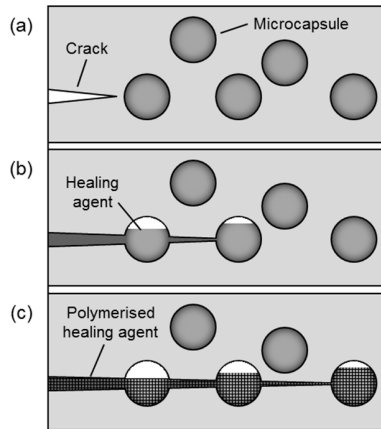 (a)
Microcapsule
Crack
(b)
Healing
agent
(c)
Polymerised
healing agent